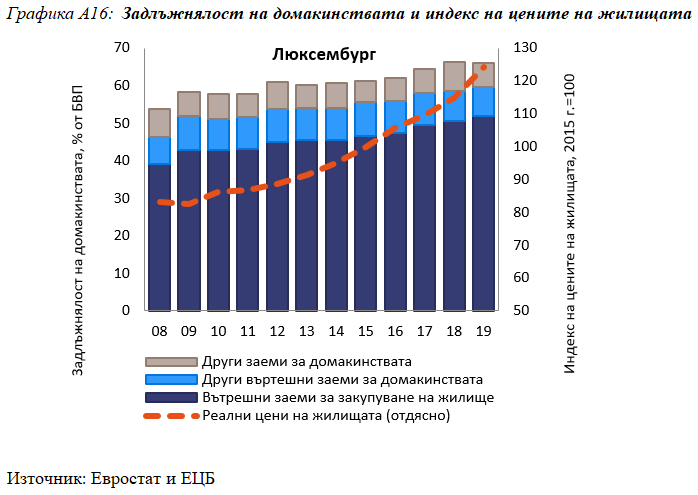 Графика А16: Задлъжнялост на домакинствата и индекс на цените на жилищата
Люксембург
Задлъжнялост на домакинствата, % от БВП
70
60
50
40
30
20
10
0
130
120
110
100
90
80
70
60
50
Индекс на цените на жилищата, 2015 г.=100
08 09 10 11 12 13 14 15 16 17 18 19
Други заеми за домакинствата
Други въртешни заеми за домакинствата
Вътрешни заеми за закупуване на жилище
Реални цени на жилищата (отдясно)
Източник: Евростат и ЕЦБ